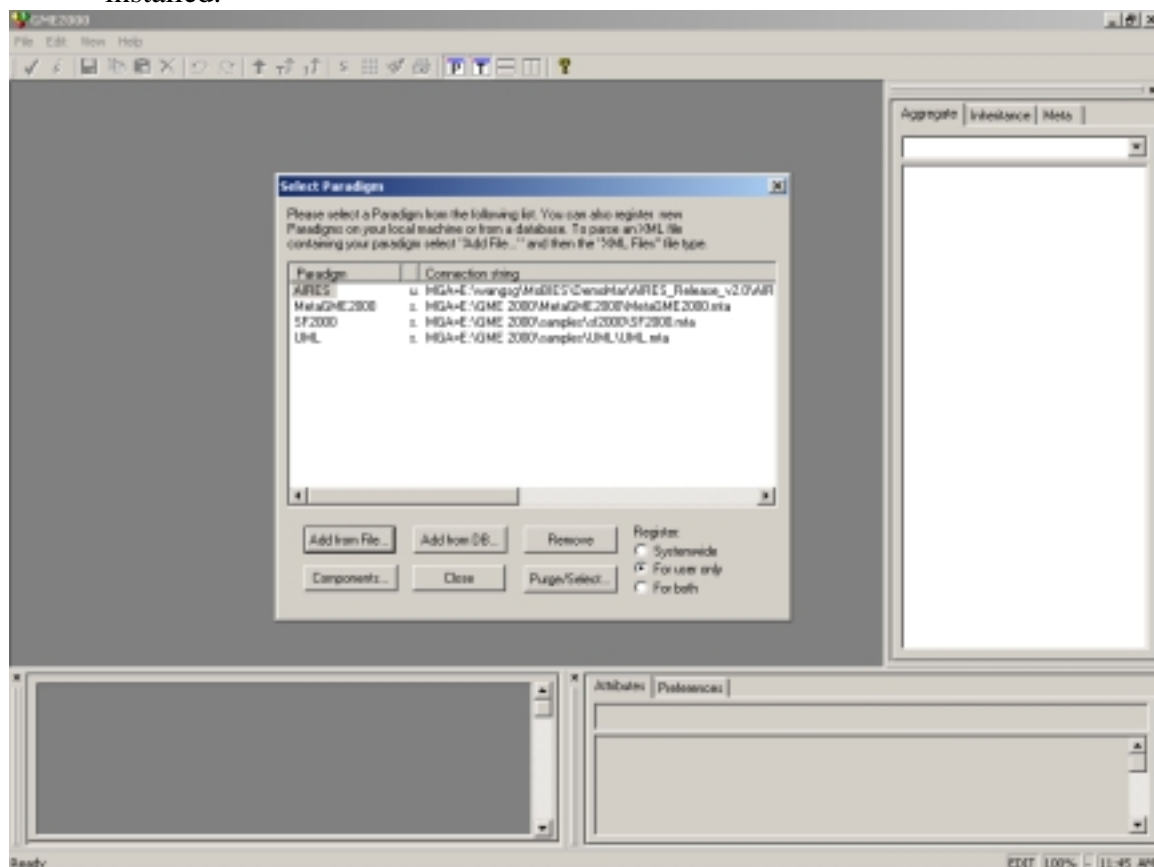 installed.
GME2000
File Edit View Help
P T ?
Aggregate Inheritance Meta
Select Paradigm
Please select a Paradigm from the following list. You can also register new
Paradigms on your local machine or from a database. To parse an XML file
containing your paradigm select "Add File..." and then the "XML Files" file type.
Paradigm Connection string
AIRES u. MGA=E:\wangsg\MoBIES\DemoMar\AIRES_Release_v2.0\AIR
MetaGME2000 s. MGA=E:\GME 2000\MetaGME2000\MetaGME2000.mta
SF2000 s. MGA=E:\GME 2000\samples\sf2000\SF2000.mta
UML s. MGA=E:\GME 2000\samples\UML\UML.mta
Add from File... Add from DB... Remove
Register:
Systemwide
For user only
For both
Components... Close Purge/Select...
Attributes Preferences
Ready EDIT 100% - 11:45 AM